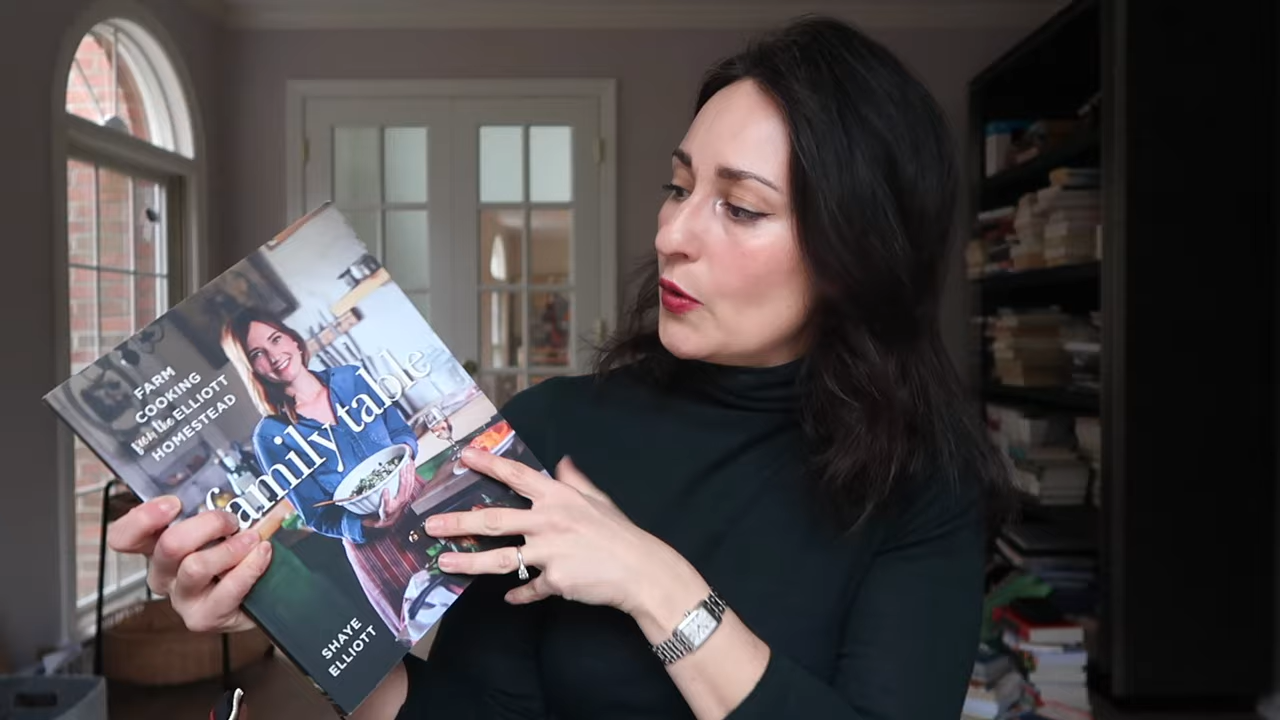 FARM
COOKING
from the ELLIOTT
HOMESTEAD
family table
SHAYE
ELLIOTT